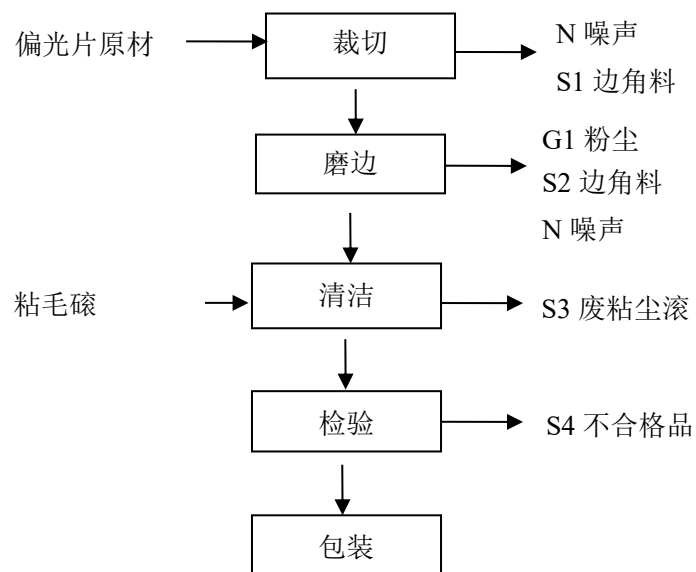 偏光片原材
裁切
N 噪声
S1 边角料
G1 粉尘
磨边
S2 边角料
N 噪声
粘毛磙
清洁
S3 废粘尘滚
检验
S4 不合格品
包装